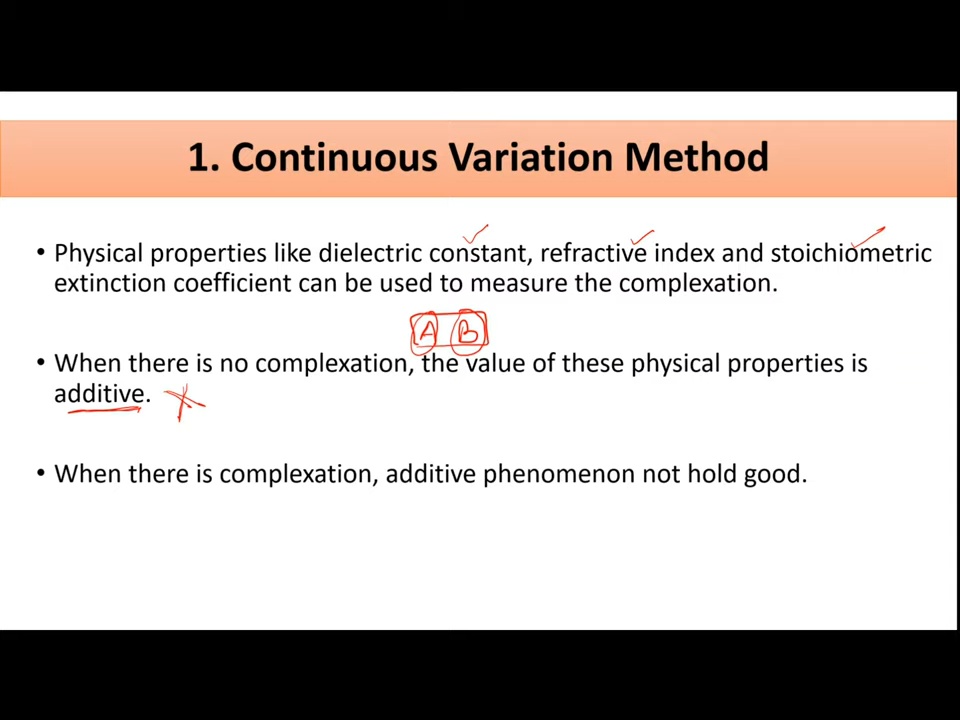 1. Continuous Variation Method
• Physical properties like dielectric constant, refractive index and stoichiometric
extinction coefficient can be used to measure the complexation.
A B
• When there is no complexation, the value of these physical properties is
additive.
• When there is complexation, additive phenomenon not hold good.